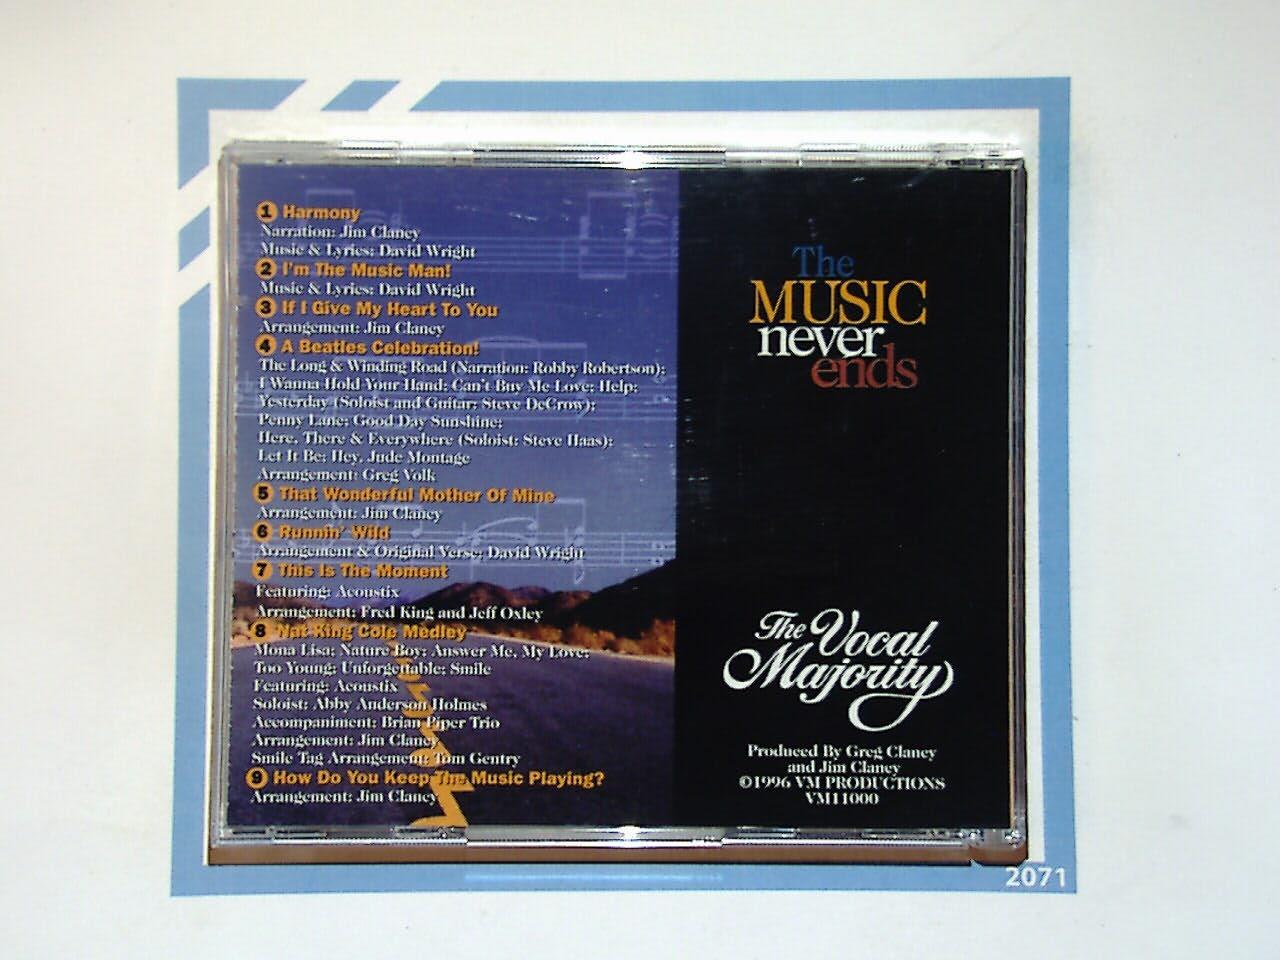 1 Harmony
Narration: Jim Clancy
Music & Lyrics: David Wright
2 I'm The Music Man!
Music & Lyrics: David Wright
3 If I Give My Heart To You
Arrangement: Jim Clancy
4 A Beatles Celebration!
The Long & Winding Road (Narration: Robby Robertson);
I Wanna Hold Your Hand; Can't Buy Me Love; Help;
Yesterday (Soloist and Guitar: Steve DeCrow);
Penny Lane; Good Day Sunshine;
Here, There & Everywhere (Soloist: Steve Haas);
Let It Be; Hey, Jude Montage
Arrangement: Greg Volk
5 That Wonderful Mother Of Mine
Arrangement: Jim Clancy
6 Runnin' Wild
Arrangement & Original Verse: David Wright
7 This Is The Moment
Featuring: Acoustix
Arrangement: Fred King and Jeff Oxley
8 Nat King Cole Medley
Mona Lisa; Nature Boy; Answer Me, My Love;
Too Young; Unforgettable; Smile
Featuring: Acoustix
Soloist: Abby Anderson Holmes
Accompaniment: Brian Piper Trio
Arrangement: Jim Clancy
Smile Tag Arrangement: Tom Gentry
9 How Do You Keep The Music Playing?
Arrangement: Jim Clancy
The
MUSIC
never
ends
The Vocal
Majority
Produced By Greg Clancy
and Jim Clancy
©1996 VM PRODUCTIONS
VM11000
2071